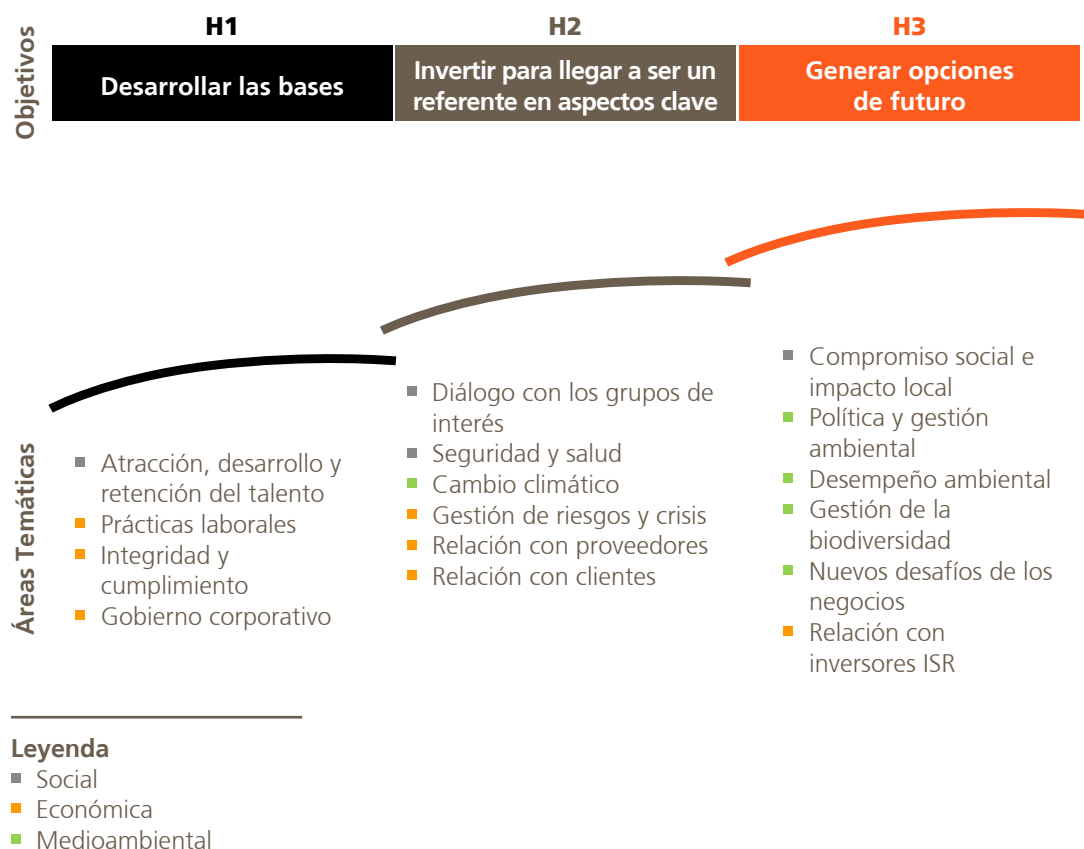 Objetivos
H1
H2
H3
Desarrollar las bases
Invertir para llegar a ser un
referente en aspectos clave
Generar opciones
de futuro
Áreas Temáticas
Atracción, desarrollo y
retención del talento
Prácticas laborales
Integridad y
cumplimiento
Gobierno corporativo
Diálogo con los grupos de
interés
Seguridad y salud
Cambio climático
Gestión de riesgos y crisis
Relación con proveedores
Relación con clientes
Compromiso social e
impacto local
Política y gestión
ambiental
Desempeño ambiental
Gestión de la
biodiversidad
Nuevos desafíos de los
negocios
Relación con
inversores ISR
Leyenda
Social
Económica
Medioambiental